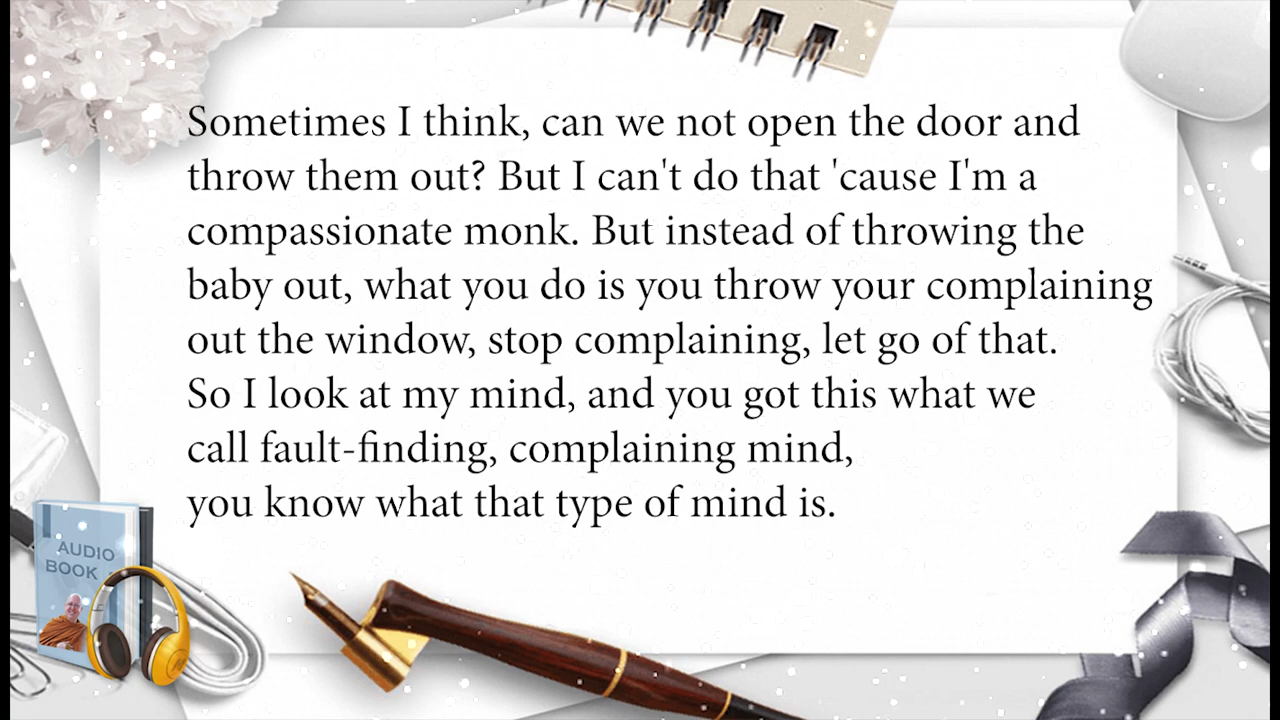 Sometimes I think, can we not open the door and
throw them out? But I can't do that 'cause I'm a
compassionate monk. But instead of throwing the
baby out, what you do is you throw your complaining
out the window, stop complaining, let go of that.
So I look at my mind, and you got this what we
call fault-finding, complaining mind,
you know what that type of mind is.
AUDIO
BOOK